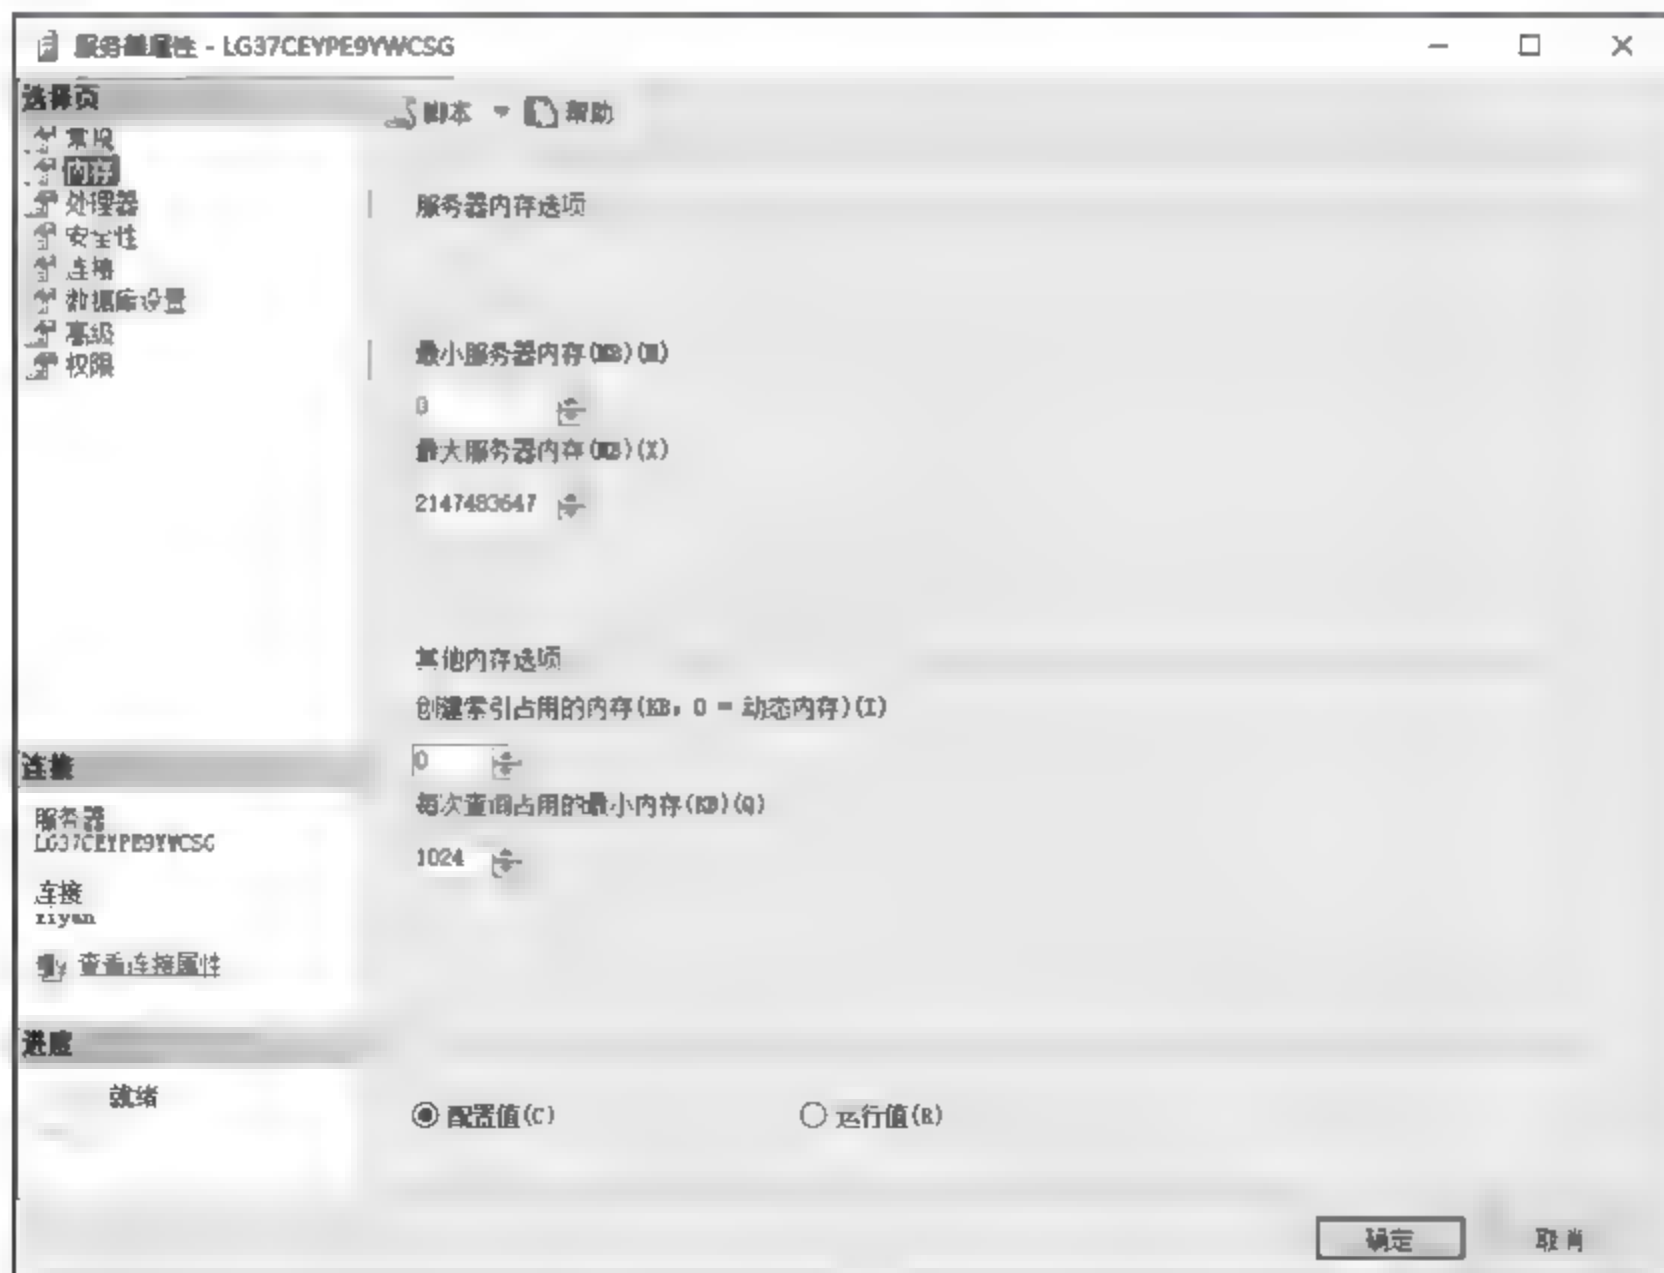 服务器属性 - LG37CEYPE9YWCSG
选择页
常规
内存
处理器
安全性
连接
数据库设置
高级
权限
脚本 帮助
服务器内存选项
最小服务器内存(MB)(M)
0
最大服务器内存(MB)(X)
2147483647
其他内存选项
创建索引占用的内存(KB，0 = 动态内存)(I)
0
每次查询占用的最小内存(KB)(Q)
1024
连接
服务器
LG37CEYPE9YWCSG
连接
查看连接属性
进度
就绪
配置值(C) 运行值(R)
确定 取消